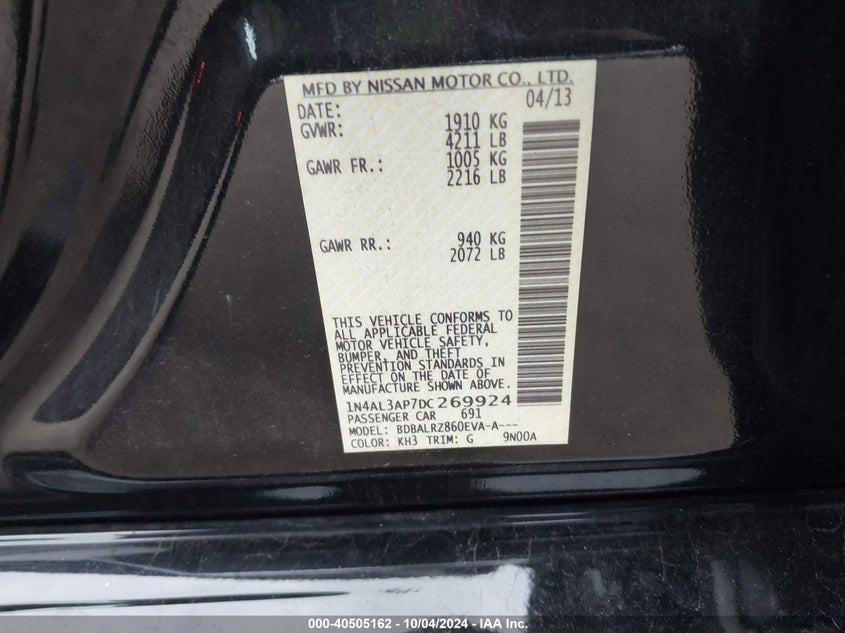 MFD BY NISSAN MOTOR CO., LTD.
DATE: 04/13
GVWR: 1910 KG
4211 LB
GAWR FR.: 1005 KG
2216 LB
GAWR RR.: 940 KG
2072 LB
THIS VEHICLE CONFORMS TO
ALL APPLICABLE FEDERAL
MOTOR VEHICLE SAFETY,
BUMPER, AND THEFT
PREVENTION STANDARDS IN
EFFECT ON THE DATE OF
MANUFACTURE SHOWN ABOVE.
1N4AL3AP7DC269924
PASSENGER CAR 691
MODEL: BDBALRZ860EVA-A---
COLOR: KH3 TRIM: G 9N00A
000-40505162 - 10/04/2024 - IAA Inc.